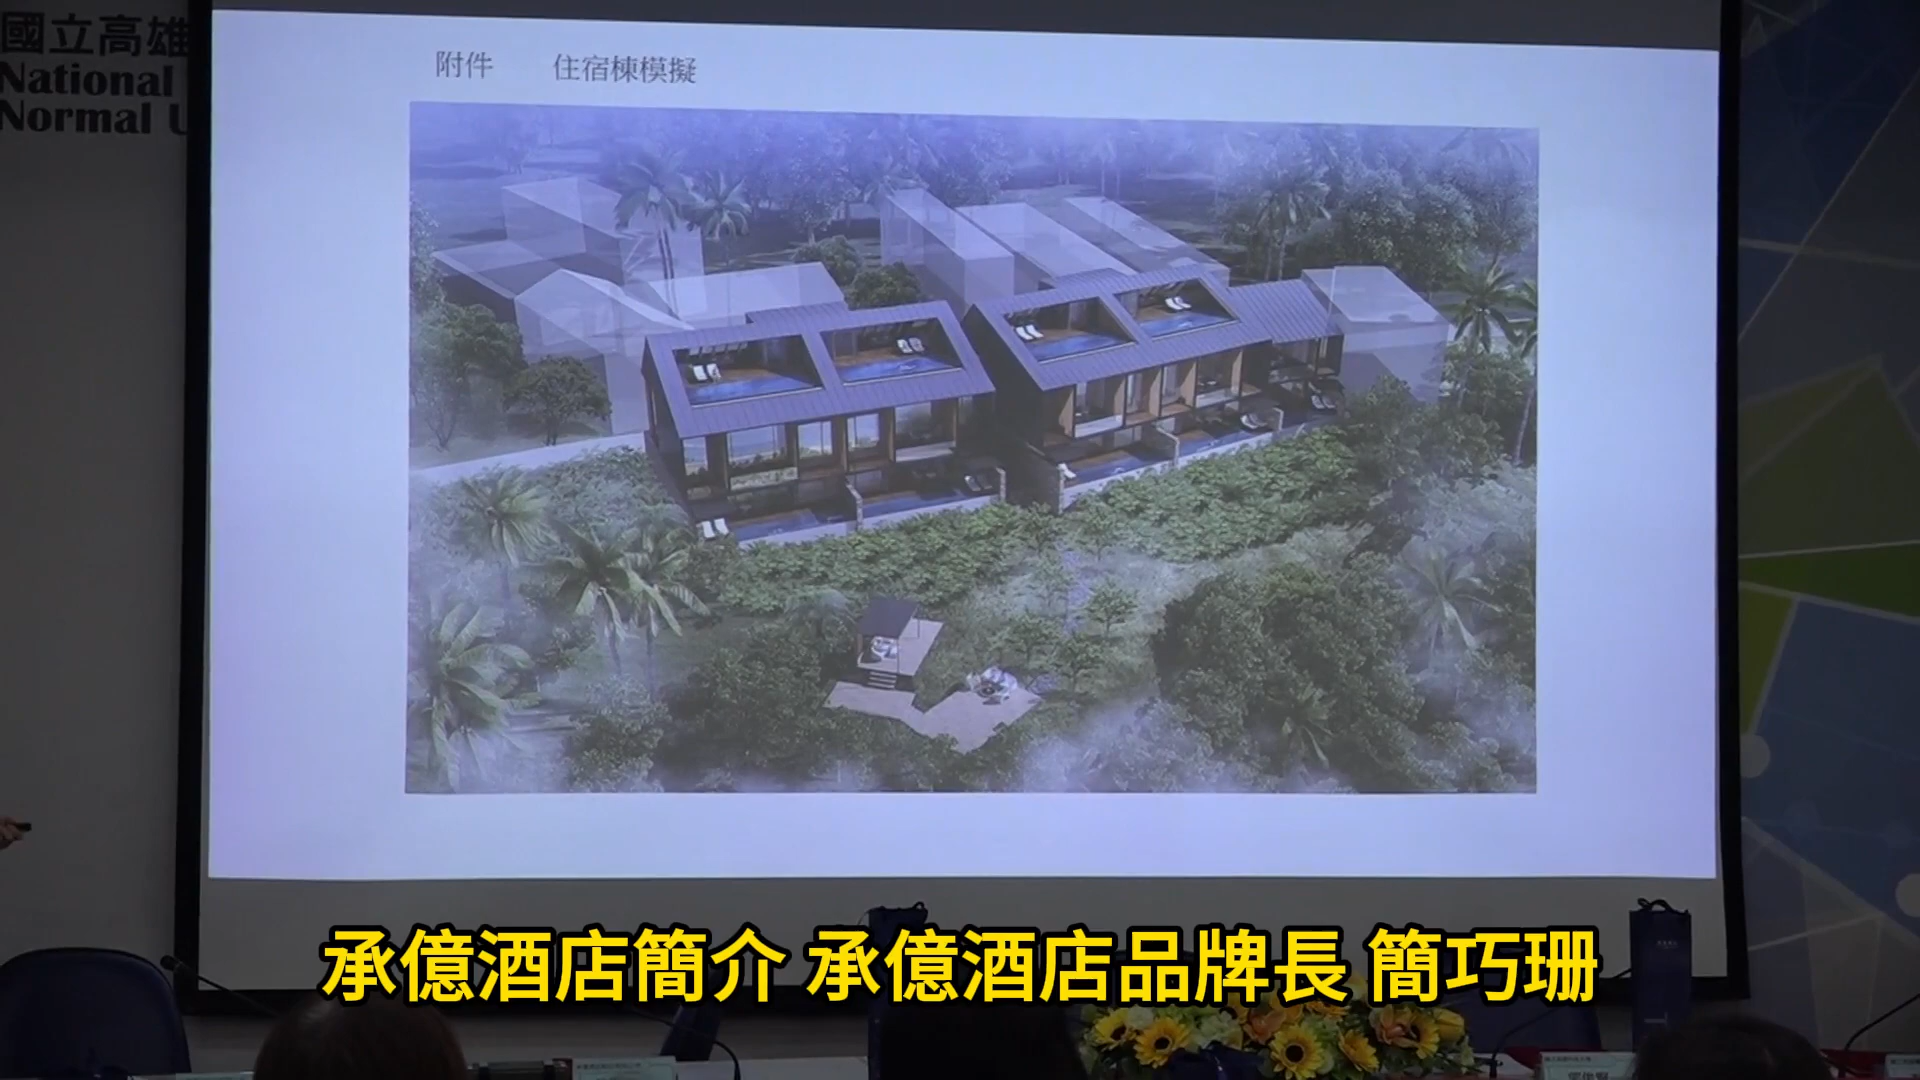 國立高雄
National
Normal U
附件 住宿棟模擬
承億酒店簡介 承億酒店品牌長 簡巧珊